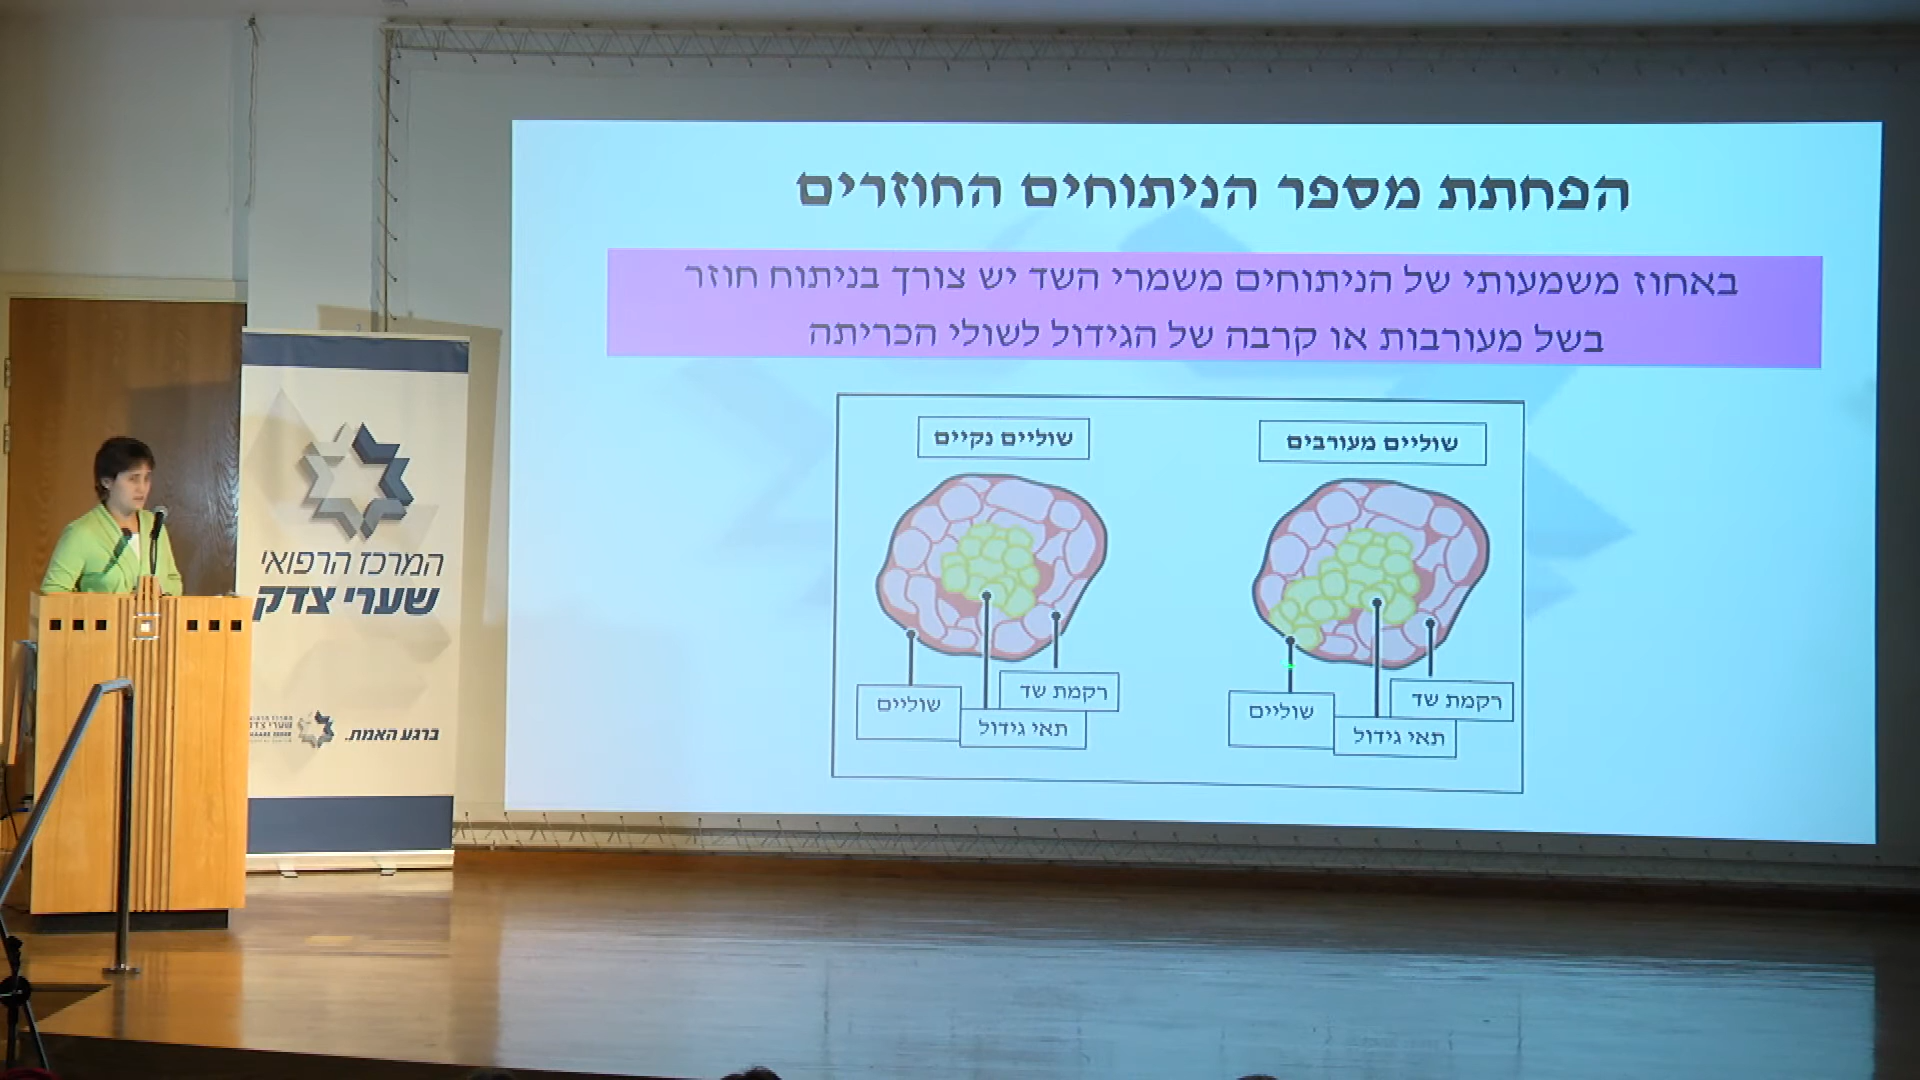 הפחתת מספר הניתוחים החוזרים
באחוז משמעותי של הניתוחים משמרי השד יש צורך בניתוח חוזר
בשל מעורבות או קרבה של הגידול לשולי הכריתה
שוליים מעורבים
שוליים נקיים
רקמת שד
תאי גידול
שוליים
רקמת שד
תאי גידול
שוליים
המרכז הרפואי
שערי צדק
ברגע האמת.